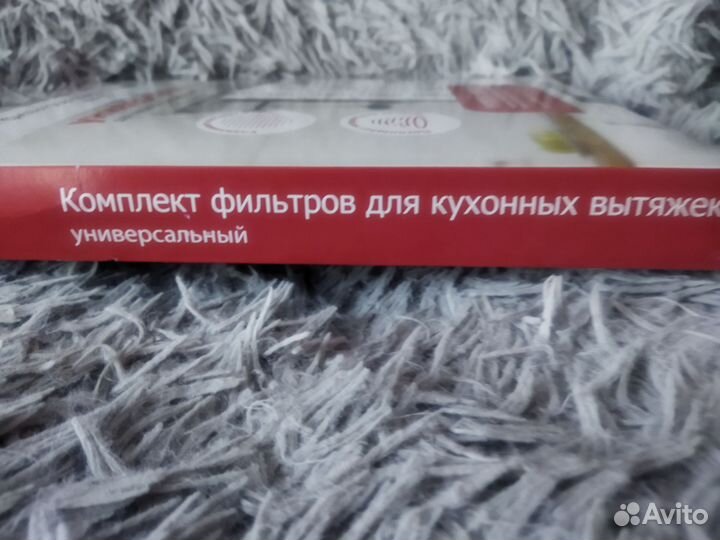 Комплект фильтров для кухонных вытяжек
универсальный
Avito